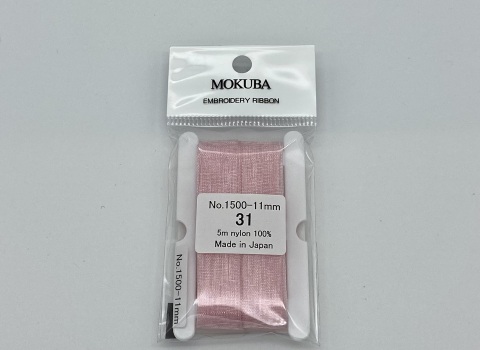 MOKUBA
EMBROIDERY RIBBON
No.1500-11mm
31
5m nylon 100%
Made in Japan
No.1500-11mm